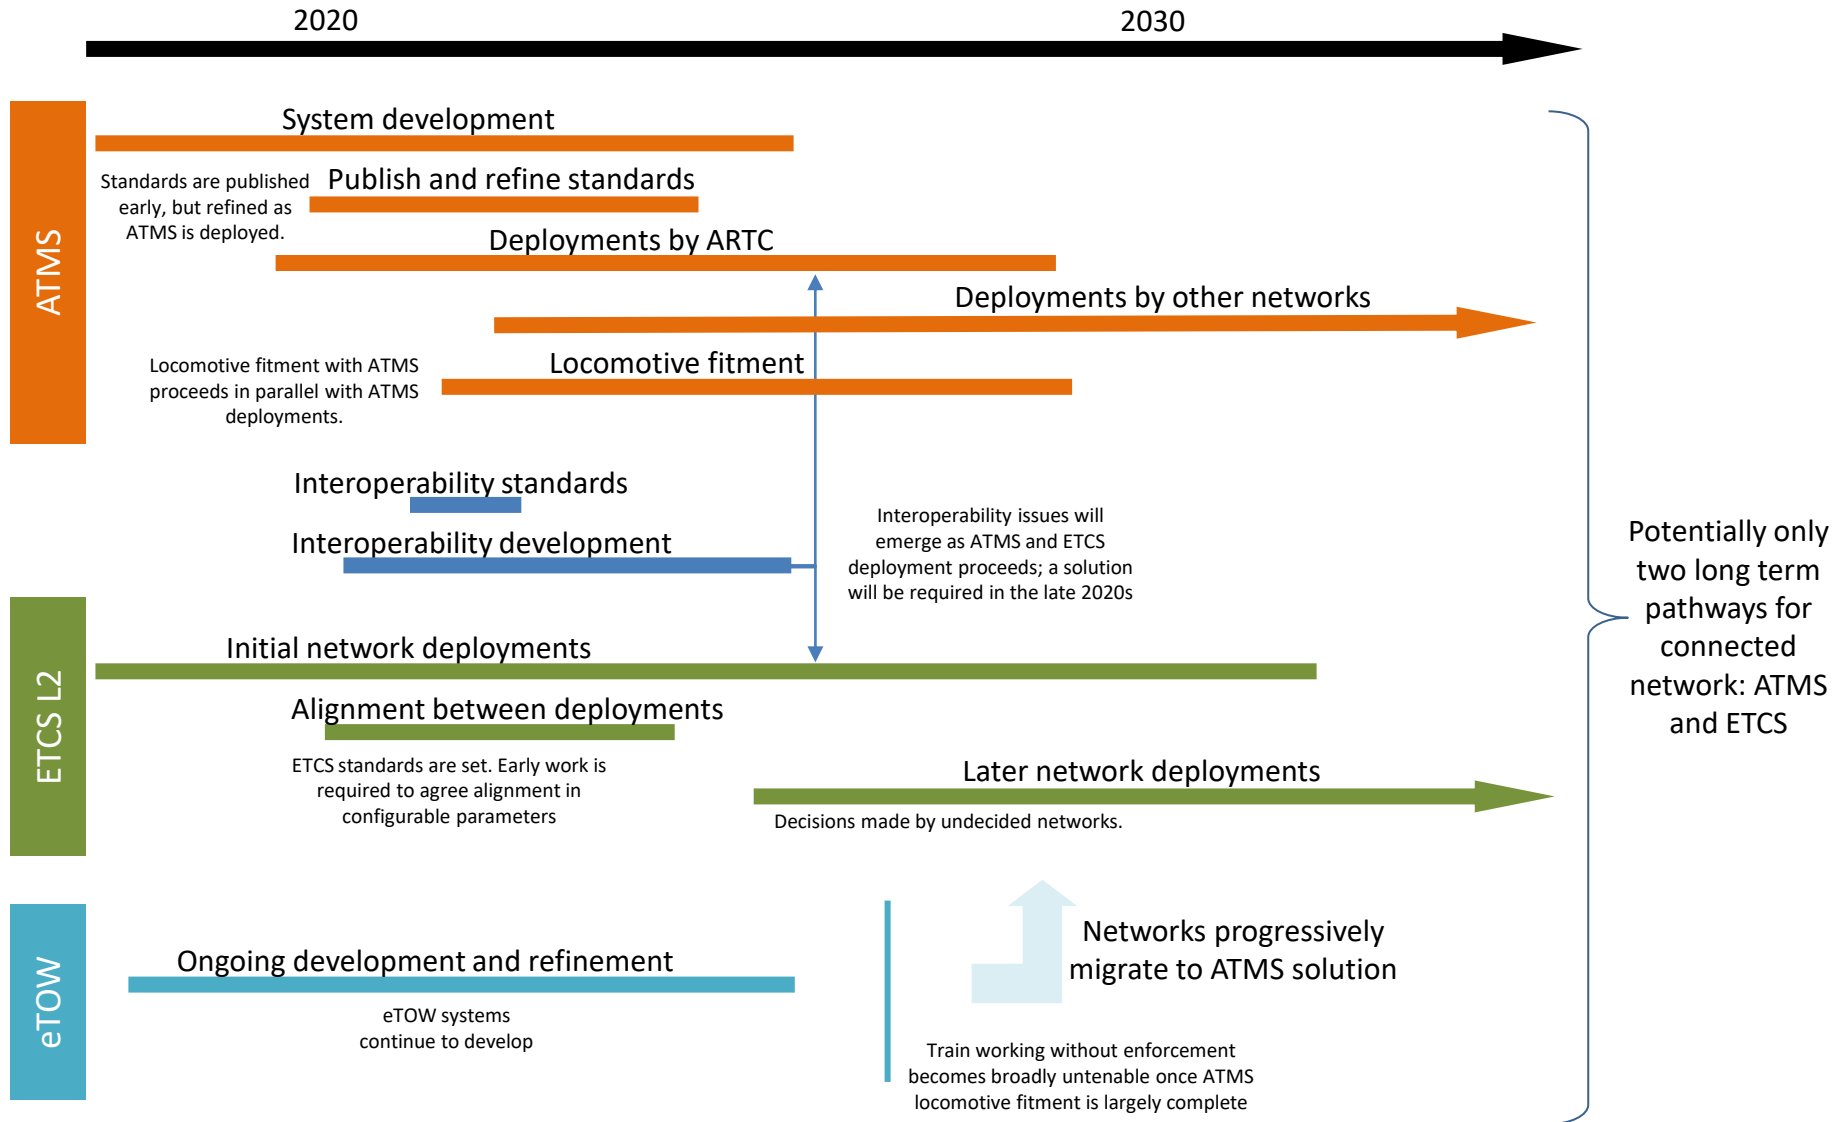 2020
2030
ATMS
System development
Standards are published
early, but refined as
ATMS is deployed.
Publish and refine standards
Deployments by ARTC
Deployments by other networks
Locomotive fitment with ATMS
proceeds in parallel with ATMS
deployments.
Locomotive fitment
Interoperability standards
Interoperability development
Interoperability issues will
emerge as ATMS and ETCS
deployment proceeds; a solution
will be required in the late 2020s
ETCS L2
Initial network deployments
Alignment between deployments
ETCS standards are set. Early work is
required to agree alignment in
configurable parameters
Later network deployments
Decisions made by undecided networks.
eTOW
Ongoing development and refinement
eTOW systems
continue to develop
Networks progressively
migrate to ATMS solution
Train working without enforcement
becomes broadly untenable once ATMS
locomotive fitment is largely complete
Potentially only
two long term
pathways for
connected
network: ATMS
and ETCS